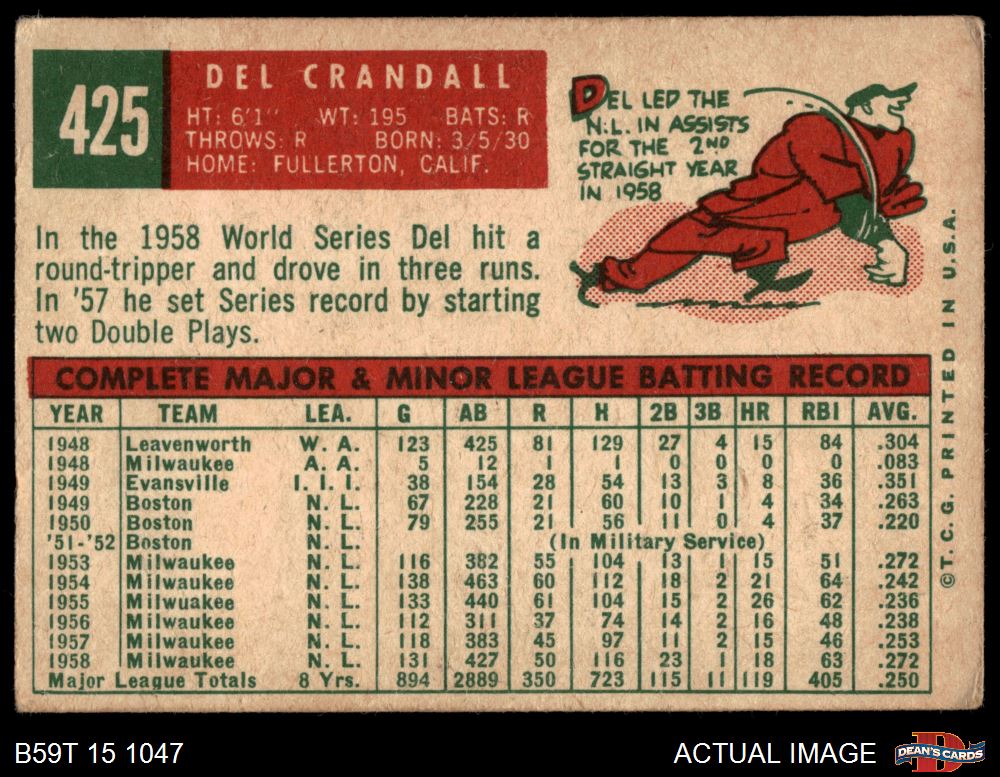 425
DEL CRANDALL
HT: 6'1" WT: 195 BATS: R
THROWS: R BORN: 3/5/30
HOME: FULLERTON, CALIF.
DEL LED THE
N.L. IN ASSISTS
FOR THE 2ND
STRAIGHT YEAR
IN 1958
In the 1958 World Series Del hit a
round-tripper and drove in three runs.
In '57 he set Series record by starting
two Double Plays.
COMPLETE MAJOR & MINOR LEAGUE BATTING RECORD
YEAR TEAM LEA. G AB R H 2B 3B HR RBI AVG.
1948 Leavenworth W. A. 123 425 81 129 27 4 15 84 .304
1948 Milwaukee A. A. 5 12 1 1 0 0 0 0 .083
1949 Evansville I. I. I. 38 154 28 54 13 3 8 36 .351
1949 Boston N. L. 67 228 21 60 10 1 4 34 .263
1950 Boston N. L. 79 255 21 56 11 0 4 37 .220
'51-'52 Boston N. L. (In Military Service)
1953 Milwaukee N. L. 116 382 55 104 13 1 15 51 .272
1954 Milwaukee N. L. 138 463 60 112 18 2 21 64 .242
1955 Milwuakee N. L. 133 440 61 104 15 2 26 62 .236
1956 Milwaukee N. L. 112 311 37 74 14 2 16 48 .238
1957 Milwaukee N. L. 118 383 45 97 11 2 15 46 .253
1958 Milwaukee N. L. 131 427 50 116 23 1 18 63 .272
Major League Totals 8 Yrs. 894 2889 350 723 115 11 119 405 .250
©T.C.G. PRINTED IN U.S.A.
B59T 15 1047
ACTUAL IMAGE
DEAN'S CARDS